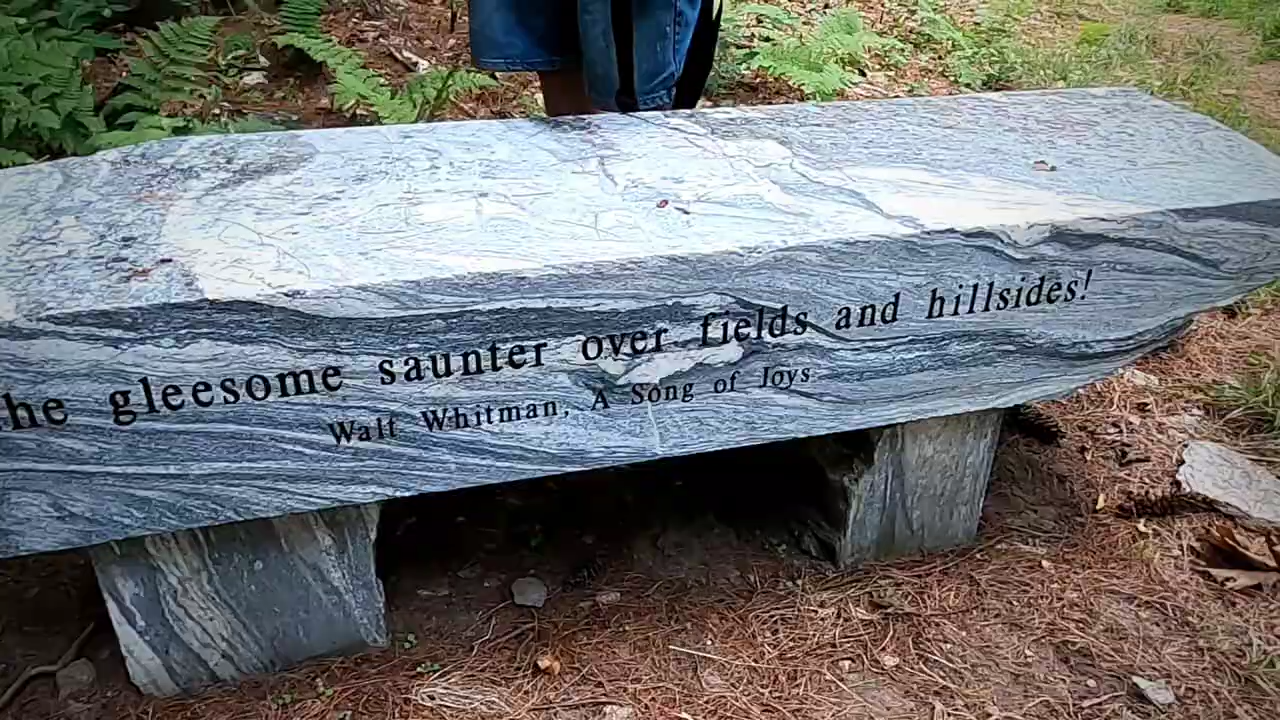 he gleesome saunter over fields and hillsides!
Walt Whitman, A Song of Joys